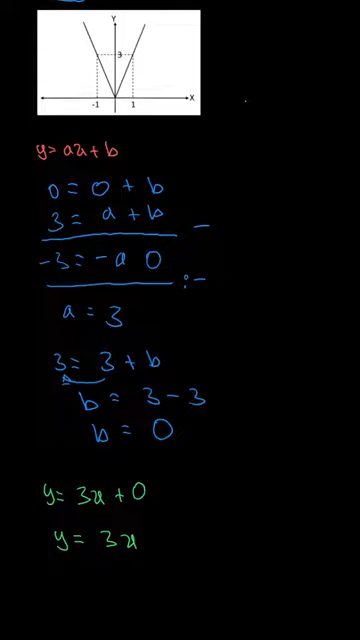 Y
3
-1 1 X
y = ax + b
0 = 0 + b
3 = a + b
−
-3 = -a 0
: -
a = 3
3 = 3 + b
b = 3 - 3
b = 0
y = 3x + 0
y = 3x